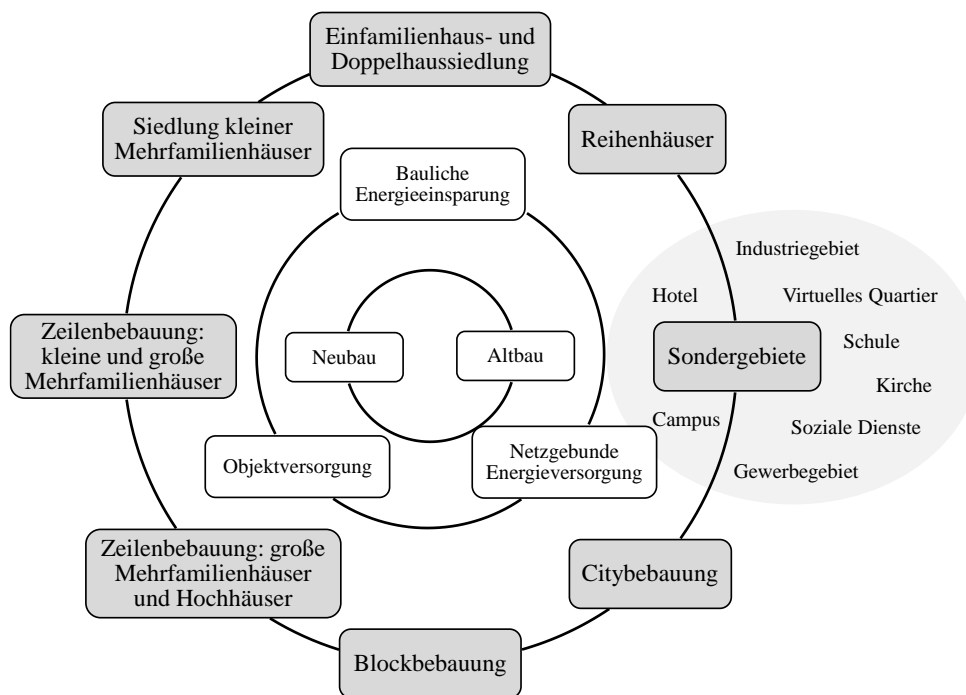 Einfamilienhaus- und
Doppelhaussiedlung
Siedlung kleiner
Mehrfamilienhäuser
Reihenhäuser
Bauliche
Energieeinsparung
Industriegebiet
Hotel
Virtuelles Quartier
Zeilenbebauung:
kleine und große
Mehrfamilienhäuser
Neubau
Altbau
Sondergebiete
Schule
Kirche
Campus
Soziale Dienste
Objektversorgung
Netzgebunde
Energieversorgung
Gewerbegebiet
Zeilenbebauung: große
Mehrfamilienhäuser
und Hochhäuser
Citybebauung
Blockbebauung